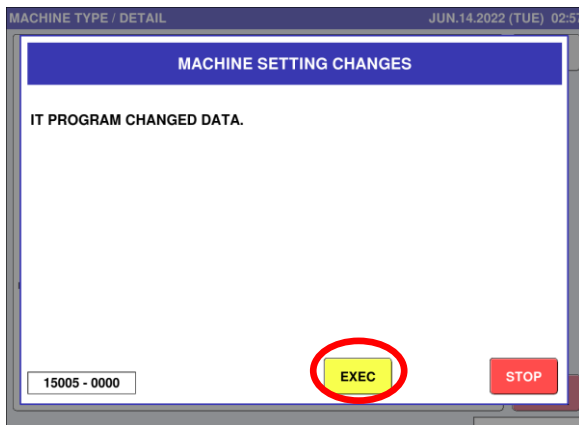 MACHINE TYPE / DETAIL JUN.14.2022 (TUE) 02:57
MACHINE SETTING CHANGES
IT PROGRAM CHANGED DATA.
15005 - 0000 EXEC STOP